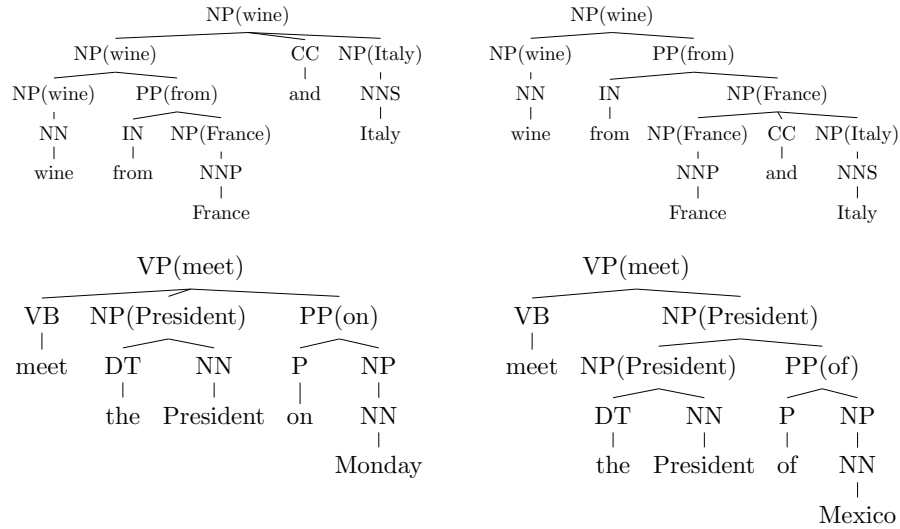 NP(wine)
NP(wine) CC NP(Italy)
NP(wine) PP(from) and NNS
NN IN NP(France) Italy
wine from NNP
France
NP(wine)
NP(wine) PP(from)
NN IN NP(France)
wine from NP(France) CC NP(Italy)
NNP and NNS
France Italy
VP(meet)
VB NP(President) PP(on)
meet DT NN P NP
the President on NN
Monday
VP(meet)
VB NP(President)
meet NP(President) PP(of)
DT NN P NP
the President of NN
Mexico